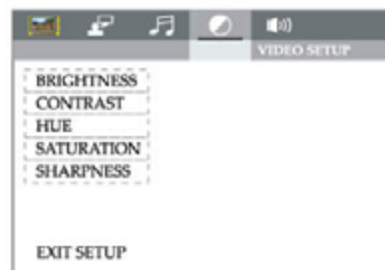 VIDEO SETUP
BRIGHTNESS
CONTRAST
HUE
SATURATION
SHARPNESS
EXIT SETUP